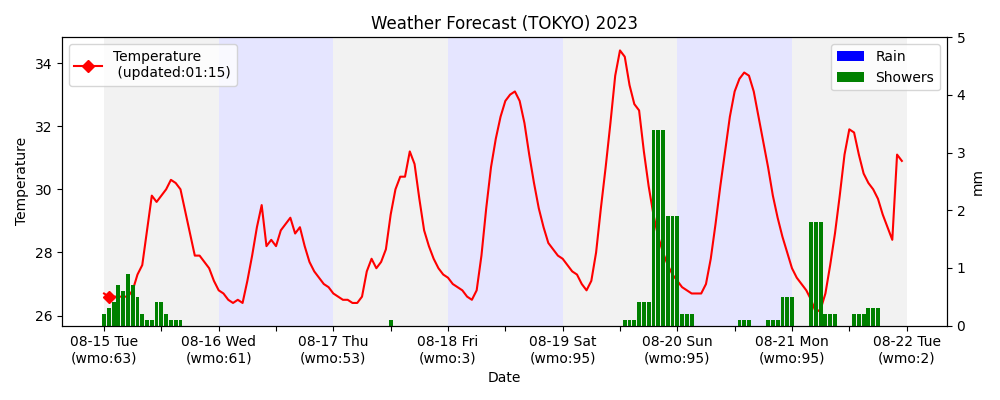 Weather Forecast (TOKYO) 2023
Temperature
(updated:01:15)
Rain
Showers
34
32
30
28
26
Temperature
5
4
3
2
1
0
mm
08-15 Tue 08-16 Wed 08-17 Thu 08-18 Fri 08-19 Sat 08-20 Sun 08-21 Mon 08-22 Tue
(wmo:63) (wmo:61) (wmo:53) (wmo:3) (wmo:95) (wmo:95) (wmo:95) (wmo:2)
Date